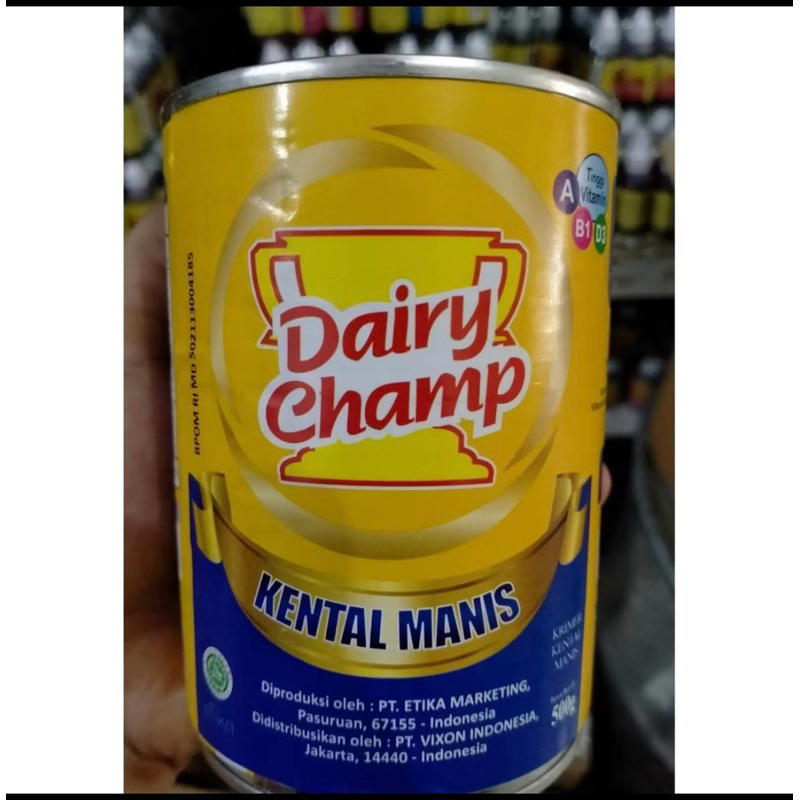 Tinggi
Vitamin
A
B1
D3
Dairy
Champ
BPOM RI MD 502113004185
KENTAL MANIS
KRIMER
KENTAL
MANIS
Diproduksi oleh : PT. ETIKA MARKETING,
Pasuruan, 67155 - Indonesia
Didistribusikan oleh : PT. VIXON INDONESIA,
Jakarta, 14440 - Indonesia
500g